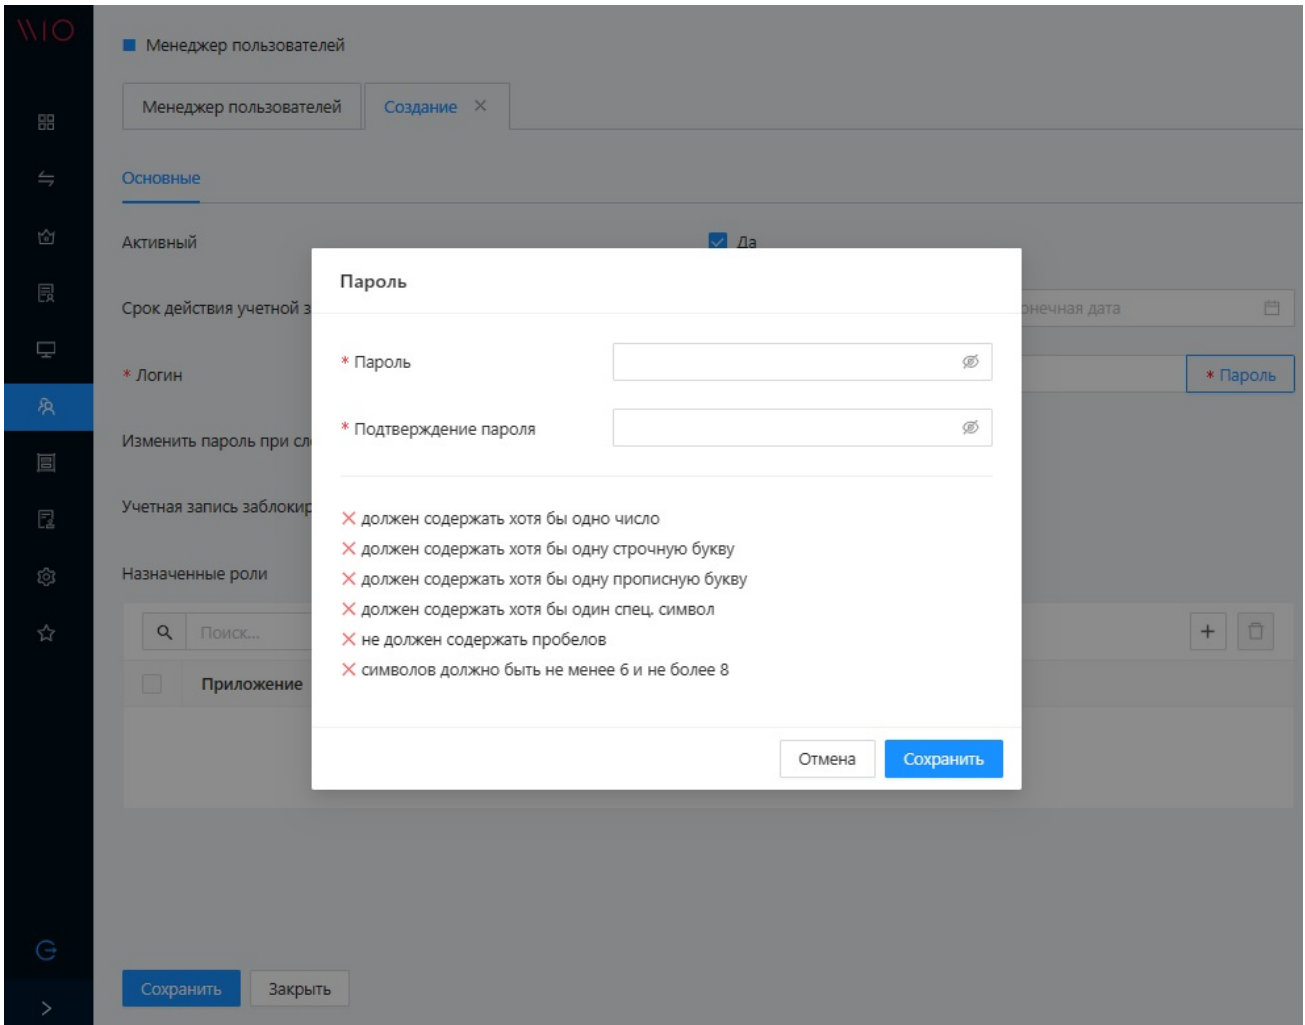 Менеджер пользователей
Менеджер пользователей
Создание
Основные
Активный
Да
Пароль
Срок действия учетной з
онечная дата
* Пароль
* Логин
* Пароль
* Подтверждение пароля
Изменить пароль при сл
Учетная запись заблокир
должен содержать хотя бы одно число
должен содержать хотя бы одну строчную букву
должен содержать хотя бы одну прописную букву
должен содержать хотя бы один спец. символ
не должен содержать пробелов
символов должно быть не менее 6 и не более 8
Назначенные роли
Поиск...
Приложение
Отмена
Сохранить
Сохранить
Закрыть